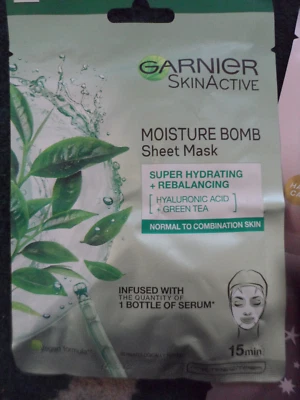 GARNIER
SKINACTIVE
MOISTURE BOMB
Sheet Mask
SUPER HYDRATING
+ REBALANCING
HYALURONIC ACID
+ GREEN TEA
NORMAL TO COMBINATION SKIN
INFUSED WITH
THE QUANTITY OF
1 BOTTLE OF SERUM*
15min